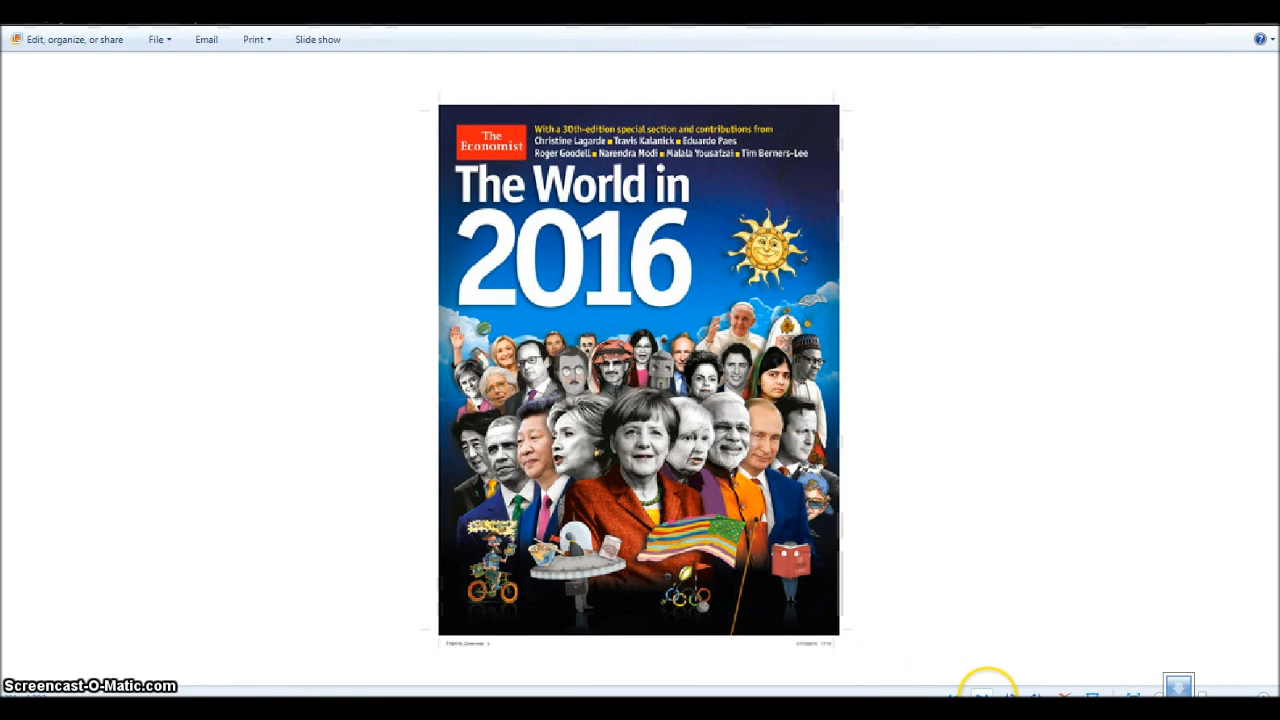 Edit, organize, or share File Email Print Slide show
With a 30th-edition special section and contributions from
The
Economist
Christine Lagarde ■ Travis Kalanick ■ Eduardo Paes
Roger Goodell ■ Narendra Modi ■ Malala Yousafzai ■ Tim Berners-Lee
The World in
2016
Screencast-O-Matic.com